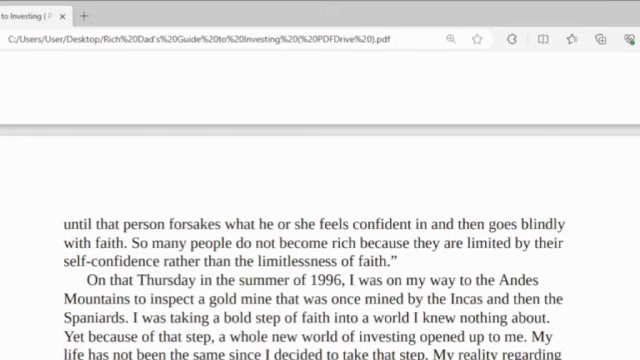 to Investing ( P
C:/Users/User/Desktop/Rich%20Dad's%20Guide%20to%20Investing%20(%20PDFDrive%20).pdf
until that person forsakes what he or she feels confident in and then goes blindly
with faith. So many people do not become rich because they are limited by their
self-confidence rather than the limitlessness of faith.”
On that Thursday in the summer of 1996, I was on my way to the Andes
Mountains to inspect a gold mine that was once mined by the Incas and then the
Spaniards. I was taking a bold step of faith into a world I knew nothing about.
Yet because of that step, a whole new world of investing opened up to me. My
life has not been the same since I decided to take that step. My reality regarding